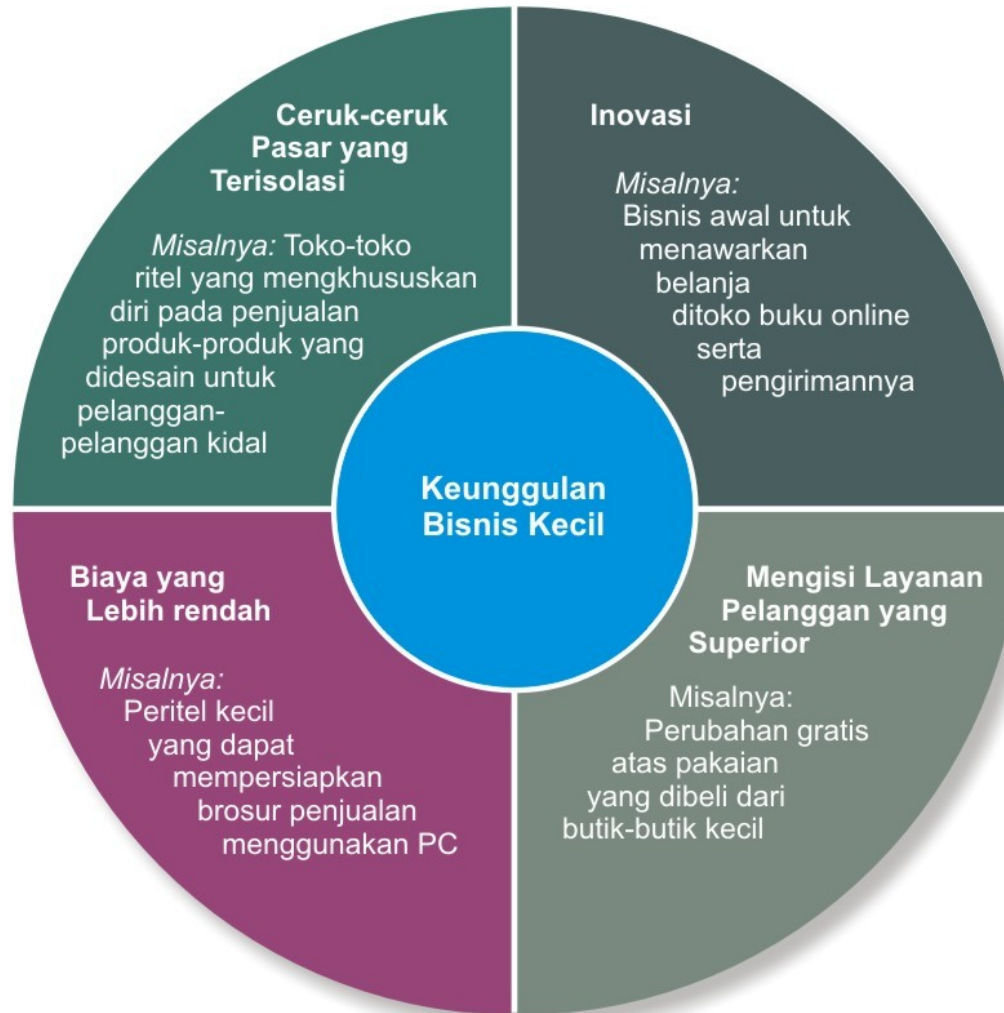 Ceruk-ceruk
Pasar yang
Terisolasi
Misalnya: Toko-toko
ritel yang mengkhususkan
diri pada penjualan
produk-produk yang
didesain untuk
pelanggan-
pelanggan kidal
Inovasi
Misalnya:
Bisnis awal untuk
menawarkan
belanja
ditoko buku online
serta
pengirimannya
Keunggulan
Bisnis Kecil
Biaya yang
Lebih rendah
Misalnya:
Peritel kecil
yang dapat
mempersiapkan
brosur penjualan
menggunakan PC
Mengisi Layanan
Pelanggan yang
Superior
Misalnya:
Perubahan gratis
atas pakaian
yang dibeli dari
butik-butik kecil